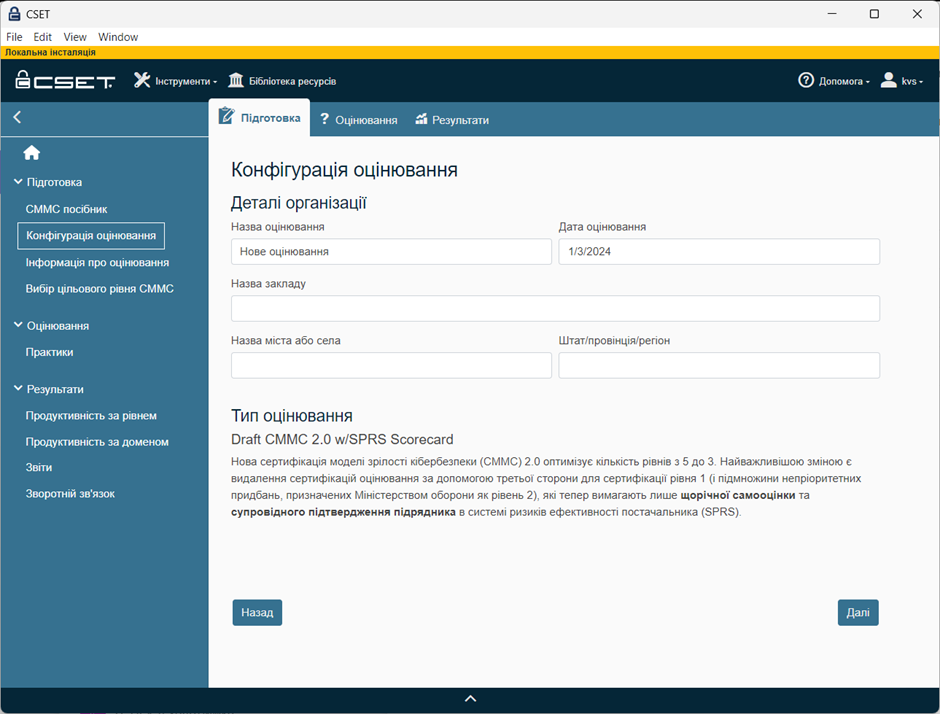 CSET
File Edit View Window
Локальна інсталяція
CSET
Інструменти
Бібліотека ресурсів
Допомога
kvs
Підготовка
Оцінювання
Результати
Підготовка
CMMC посібник
Конфігурація оцінювання
Інформація про оцінювання
Вибір цільового рівня CMMC
Оцінювання
Практики
Результати
Продуктивність за рівнем
Продуктивність за доменом
Звіти
Зворотній зв'язок
Конфігурація оцінювання
Деталі організації
Назва оцінювання
Дата оцінювання
Нове оцінювання
1/3/2024
Назва закладу
Назва міста або села
Штат/провінція/регіон
Тип оцінювання
Draft CMMC 2.0 w/SPRS Scorecard
Нова сертифікація моделі зрілості кібербезпеки (CMMC) 2.0 оптимізує кількість рівнів з 5 до 3. Найважливішою зміною є
видалення сертифікацій оцінювання за допомогою третьої сторони для сертифікації рівня 1 (і підмножини непріоритетних
придбань, призначених Міністерством оборони як рівень 2), які тепер вимагають лише щорічної самооцінки та
супровідного підтвердження підрядника в системі ризиків ефективності постачальника (SPRS).
Назад
Далі